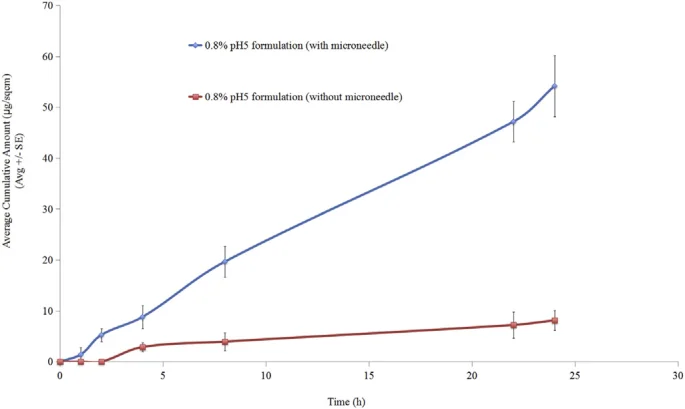 70
0.8% pH5 formulation (with microneedle)
60
0.8% pH5 formulation (without microneedle)
50
40
30
20
10
0
Average Cumulative Amount (µg/sqcm)
(Avg +/- SE)
0 5 10 15 20 25 30
Time (h)